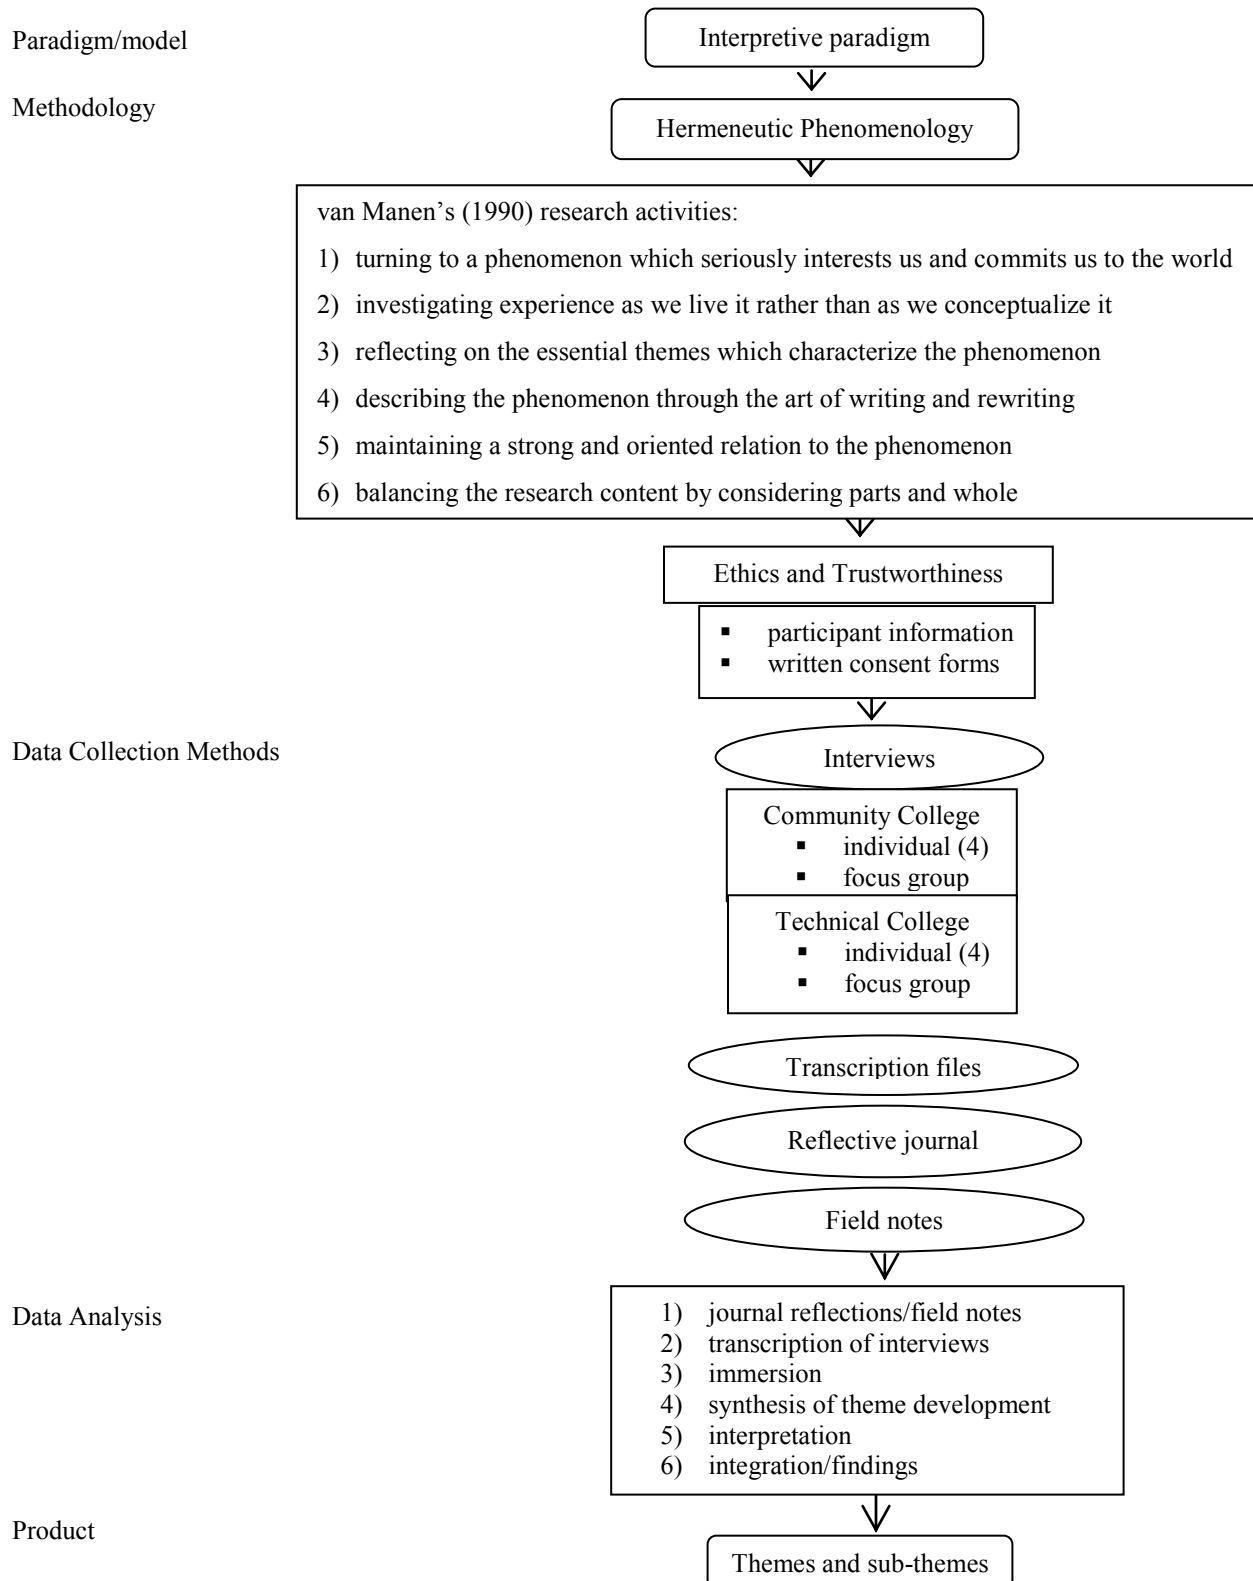 Paradigm/model
Interpretive paradigm
Methodology
Hermeneutic Phenomenology
van Manen’s (1990) research activities:
1) turning to a phenomenon which seriously interests us and commits us to the world
2) investigating experience as we live it rather than as we conceptualize it
3) reflecting on the essential themes which characterize the phenomenon
4) describing the phenomenon through the art of writing and rewriting
5) maintaining a strong and oriented relation to the phenomenon
6) balancing the research content by considering parts and whole
Ethics and Trustworthiness
▪ participant information
▪ written consent forms
Data Collection Methods
Interviews
Community College
▪ individual (4)
▪ focus group
Technical College
▪ individual (4)
▪ focus group
Transcription files
Reflective journal
Field notes
Data Analysis
1) journal reflections/field notes
2) transcription of interviews
3) immersion
4) synthesis of theme development
5) interpretation
6) integration/findings
Product
Themes and sub-themes